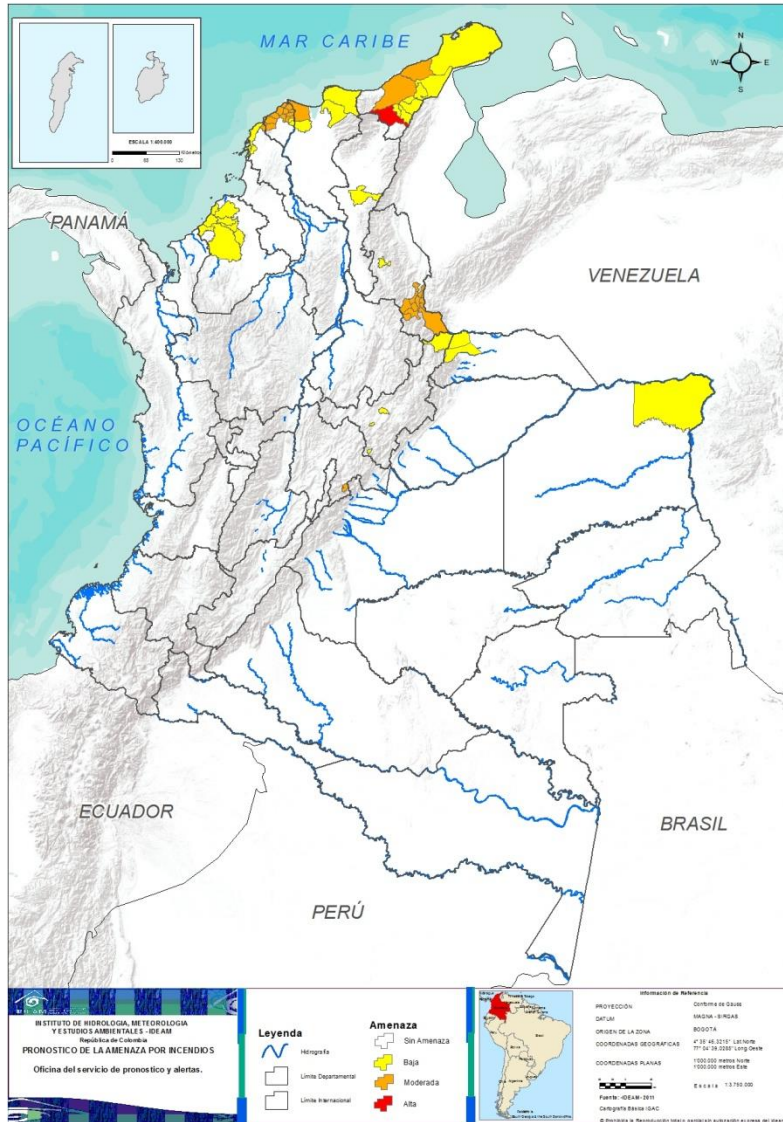 MAR CARIBE
N
W
E
S
ESCALA 1:400.000
PANAMÁ
VENEZUELA
OCÉANO
PACÍFICO
ECUADOR
BRASIL
PERÚ
INSTITUTO DE HIDROLOGIA, METEOROLOGIA
Y ESTUDIOS AMBIENTALES - IDEAM
República de Colombia
PRONOSTICO DE LA AMENAZA POR INCENDIOS
Oficina del servicio de pronostico y alertas.
Leyenda
Hidrografía
Límite Departamental
Límite Internacional
Amenaza
Sin Amenaza
Baja
Moderada
Alta
Información de Referencia
PROYECCIÓN Conforme de Gauss
DATUM MAGNA - SIRGAS
ORIGEN DE LA ZONA BOGOTÁ
COORDENADAS GEOGRÁFICAS
COORDENADAS PLANAS 1'000.000 metros Norte
1'000.000 metros Este
Escala 1:3.750.000
Fuente: -IDEAM- 2011
Cartografía Básica IGAC